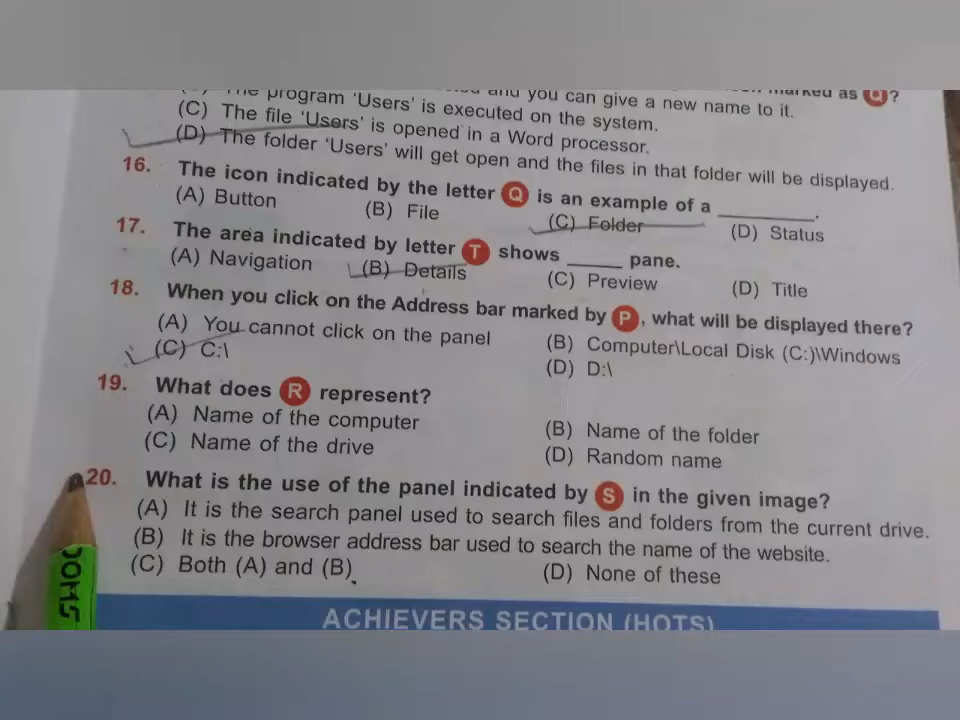 The program 'Users' is executed on the system. and you can give a new name to it. marked as Q?
(C) The file 'Users' is opened in a Word processor.
(D) The folder 'Users' will get open and the files in that folder will be displayed.
16. The icon indicated by the letter Q is an example of a ________.
(A) Button (B) File (C) Folder (D) Status
17. The area indicated by letter T shows _____ pane.
(A) Navigation (B) Details (C) Preview (D) Title
18. When you click on the Address bar marked by P, what will be displayed there?
(A) You cannot click on the panel (B) Computer\Local Disk (C:)\Windows
(C) C:\ (D) D:\
19. What does R represent?
(A) Name of the computer (B) Name of the folder
(C) Name of the drive (D) Random name
20. What is the use of the panel indicated by S in the given image?
(A) It is the search panel used to search files and folders from the current drive.
(B) It is the browser address bar used to search the name of the website.
(C) Both (A) and (B) (D) None of these
ACHIEVERS SECTION (HOTS)
DOMS